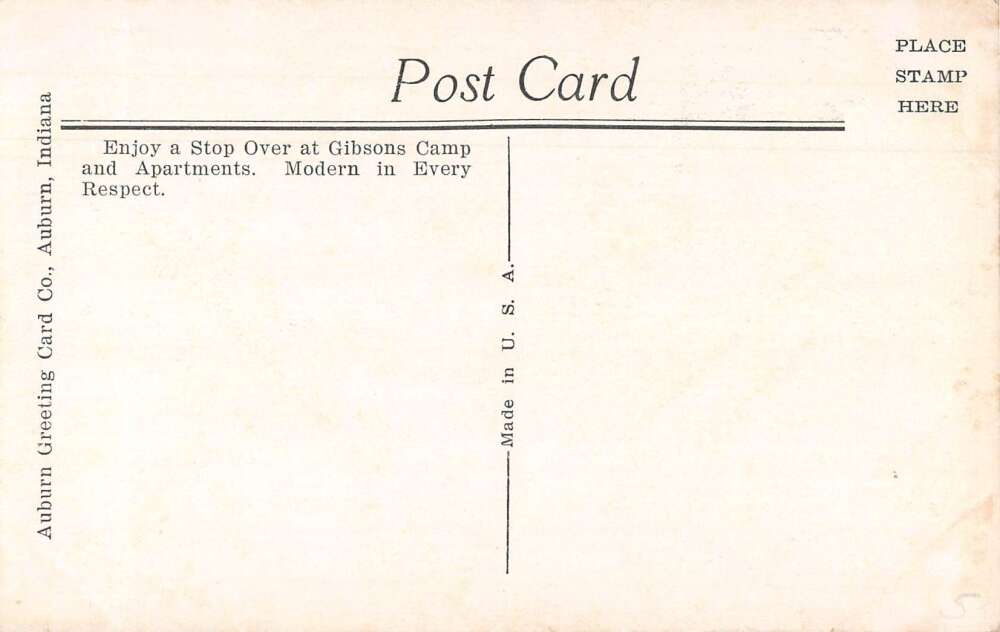 Post Card
PLACE
STAMP
HERE
Enjoy a Stop Over at Gibsons Camp
and Apartments. Modern in Every
Respect.
Auburn Greeting Card Co., Auburn, Indiana
Made in U. S. A.
5